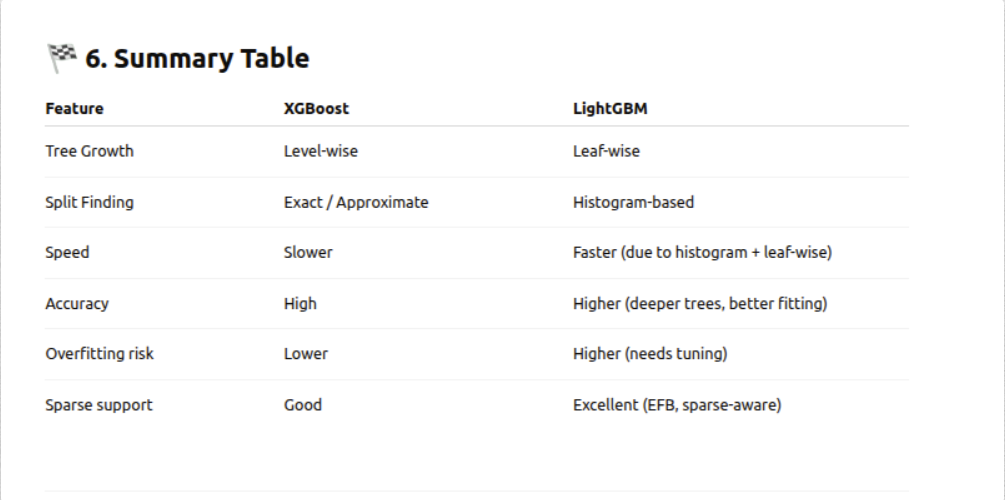 🏁 6. Summary Table
Feature XGBoost LightGBM
Tree Growth Level-wise Leaf-wise
Split Finding Exact / Approximate Histogram-based
Speed Slower Faster (due to histogram + leaf-wise)
Accuracy High Higher (deeper trees, better fitting)
Overfitting risk Lower Higher (needs tuning)
Sparse support Good Excellent (EFB, sparse-aware)